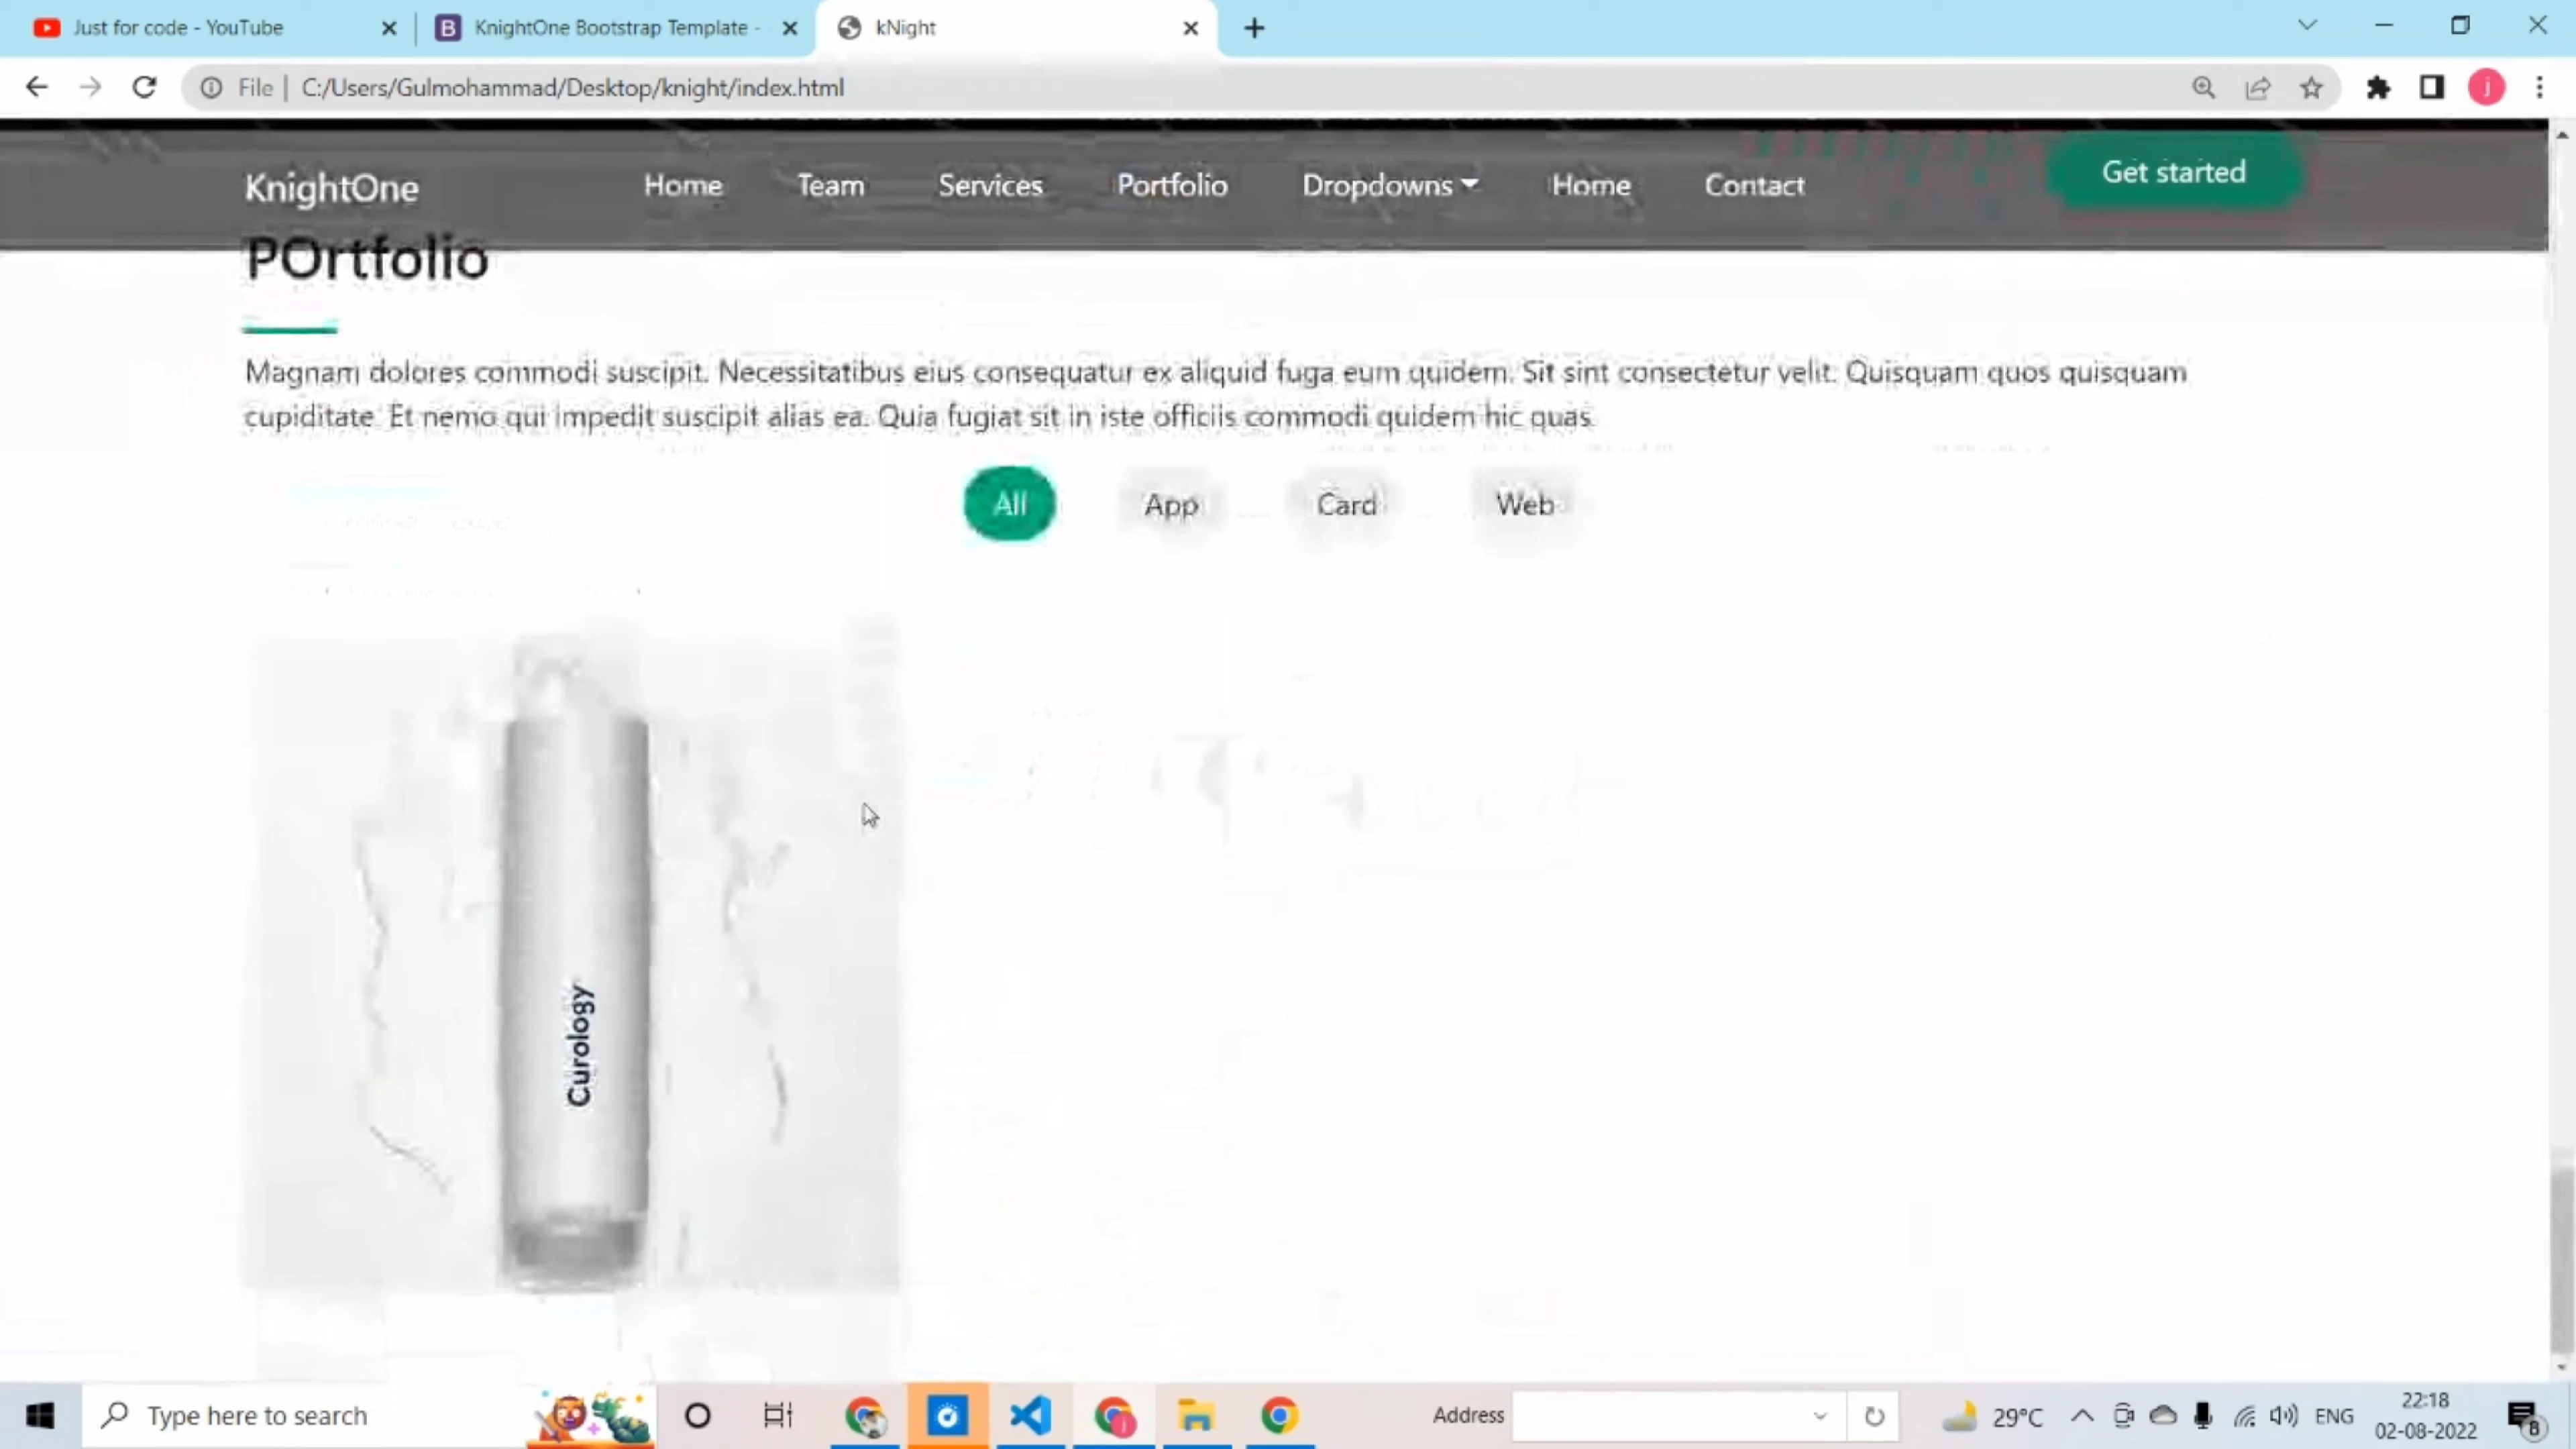 Just for code - YouTube
KnightOne Bootstrap Template -
kNight
File | C:/Users/Gulmohammad/Desktop/knight/index.html
j
KnightOne
Home
Team
Services
Portfolio
Dropdowns
Home
Contact
Get started
POrtfolio
Magnam dolores commodi suscipit. Necessitatibus eius consequatur ex aliquid fuga eum quidem. Sit sint consectetur velit. Quisquam quos quisquam
cupiditate. Et nemo qui impedit suscipit alias ea. Quia fugiat sit in iste officiis commodi quidem hic quas.
All
App
Card
Web
Curology
Type here to search
Address
29°C
ENG
22:18
02-08-2022
8